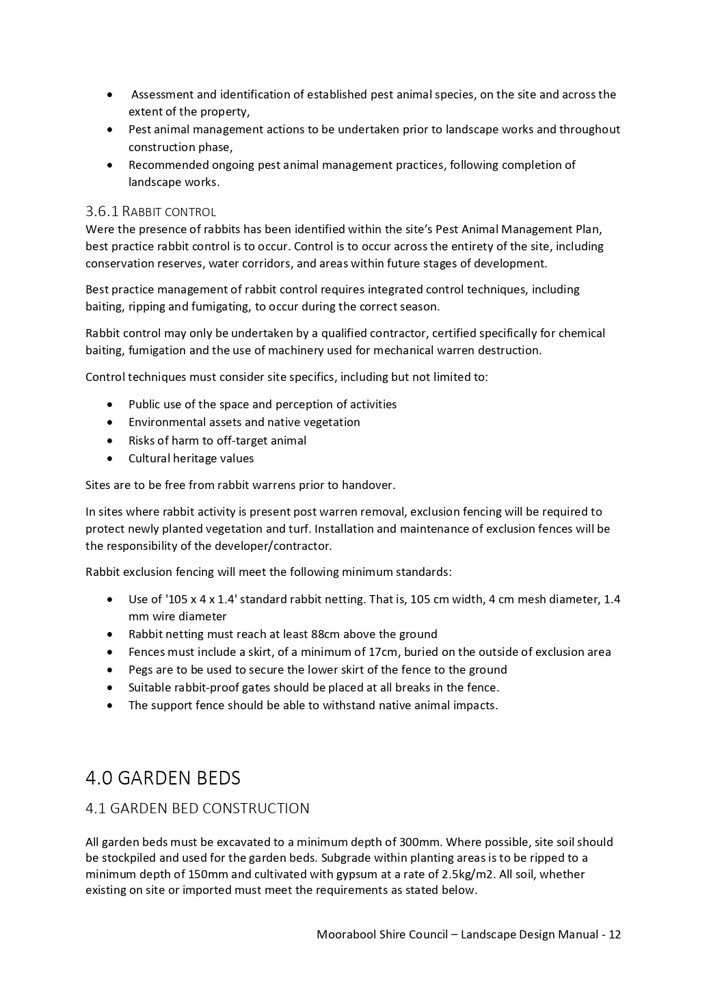 • Assessment and identification of established pest animal species, on the site and across the
extent of the property,
• Pest animal management actions to be undertaken prior to landscape works and throughout
construction phase,
• Recommended ongoing pest animal management practices, following completion of
landscape works.
3.6.1 RABBIT CONTROL
Were the presence of rabbits has been identified within the site’s Pest Animal Management Plan,
best practice rabbit control is to occur. Control is to occur across the entirety of the site, including
conservation reserves, water corridors, and areas within future stages of development.
Best practice management of rabbit control requires integrated control techniques, including
baiting, ripping and fumigating, to occur during the correct season.
Rabbit control may only be undertaken by a qualified contractor, certified specifically for chemical
baiting, fumigation and the use of machinery used for mechanical warren destruction.
Control techniques must consider site specifics, including but not limited to:
• Public use of the space and perception of activities
• Environmental assets and native vegetation
• Risks of harm to off-target animal
• Cultural heritage values
Sites are to be free from rabbit warrens prior to handover.
In sites where rabbit activity is present post warren removal, exclusion fencing will be required to
protect newly planted vegetation and turf. Installation and maintenance of exclusion fences will be
the responsibility of the developer/contractor.
Rabbit exclusion fencing will meet the following minimum standards:
• Use of '105 x 4 x 1.4' standard rabbit netting. That is, 105 cm width, 4 cm mesh diameter, 1.4
mm wire diameter
• Rabbit netting must reach at least 88cm above the ground
• Fences must include a skirt, of a minimum of 17cm, buried on the outside of exclusion area
• Pegs are to be used to secure the lower skirt of the fence to the ground
• Suitable rabbit-proof gates should be placed at all breaks in the fence.
• The support fence should be able to withstand native animal impacts.
4.0 GARDEN BEDS
4.1 GARDEN BED CONSTRUCTION
All garden beds must be excavated to a minimum depth of 300mm. Where possible, site soil should
be stockpiled and used for the garden beds. Subgrade within planting areas is to be ripped to a
minimum depth of 150mm and cultivated with gypsum at a rate of 2.5kg/m2. All soil, whether
existing on site or imported must meet the requirements as stated below.
Moorabool Shire Council – Landscape Design Manual - 12